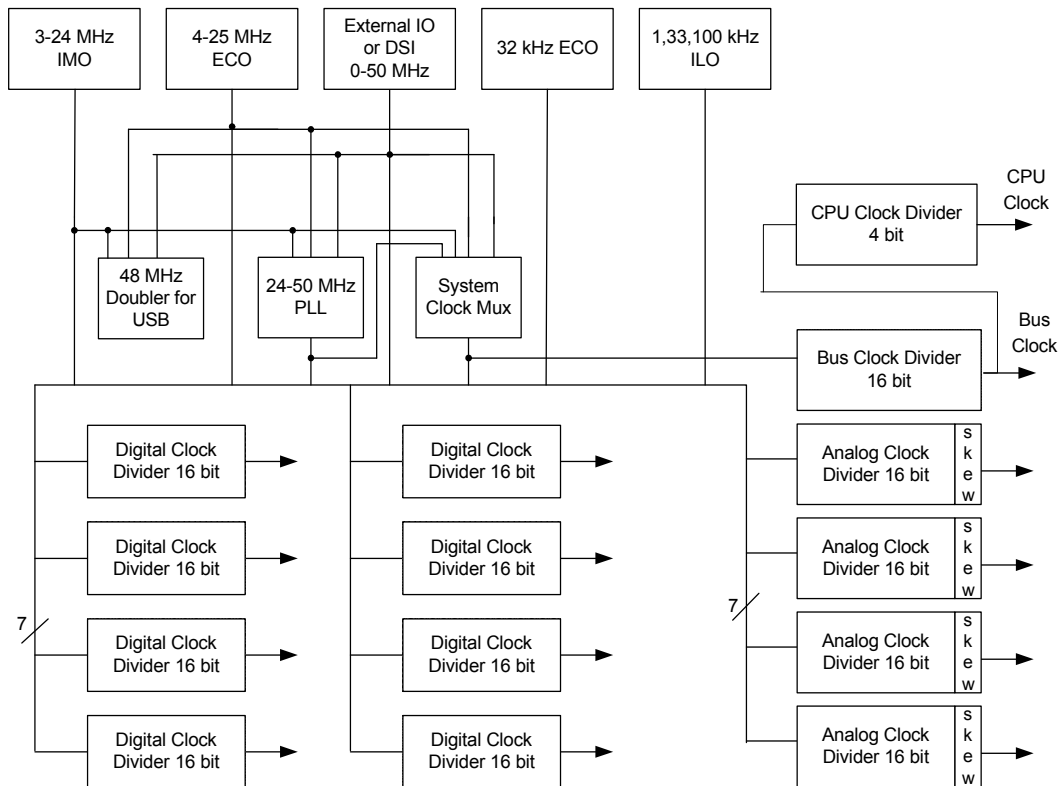 3-24 MHz
IMO
4-25 MHz
ECO
External IO
or DSI
0-50 MHz
32 kHz ECO
1,33,100 kHz
ILO
CPU
Clock
CPU Clock Divider
4 bit
48 MHz
Doubler for
USB
24-50 MHz
PLL
System
Clock Mux
Bus
Clock
Bus Clock Divider
16 bit
Digital Clock
Divider 16 bit
Digital Clock
Divider 16 bit
Analog Clock
Divider 16 bit
s
k
e
w
Digital Clock
Divider 16 bit
Digital Clock
Divider 16 bit
Analog Clock
Divider 16 bit
s
k
e
w
7
7
Digital Clock
Divider 16 bit
Digital Clock
Divider 16 bit
Analog Clock
Divider 16 bit
s
k
e
w
Digital Clock
Divider 16 bit
Digital Clock
Divider 16 bit
Analog Clock
Divider 16 bit
s
k
e
w